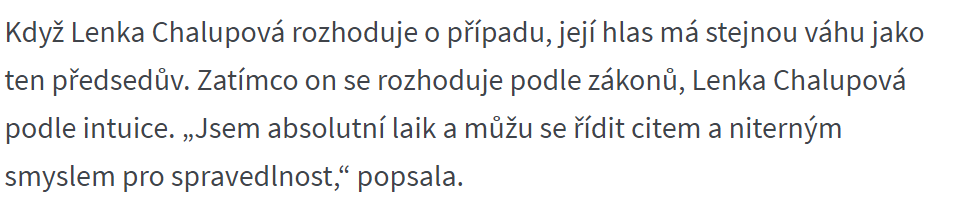 Když Lenka Chalupová rozhoduje o případu, její hlas má stejnou váhu jako
ten předsedův. Zatímco on se rozhoduje podle zákonů, Lenka Chalupová
podle intuice. „Jsem absolutní laik a můžu se řídit citem a niterným
smyslem pro spravedlnost,“ popsala.